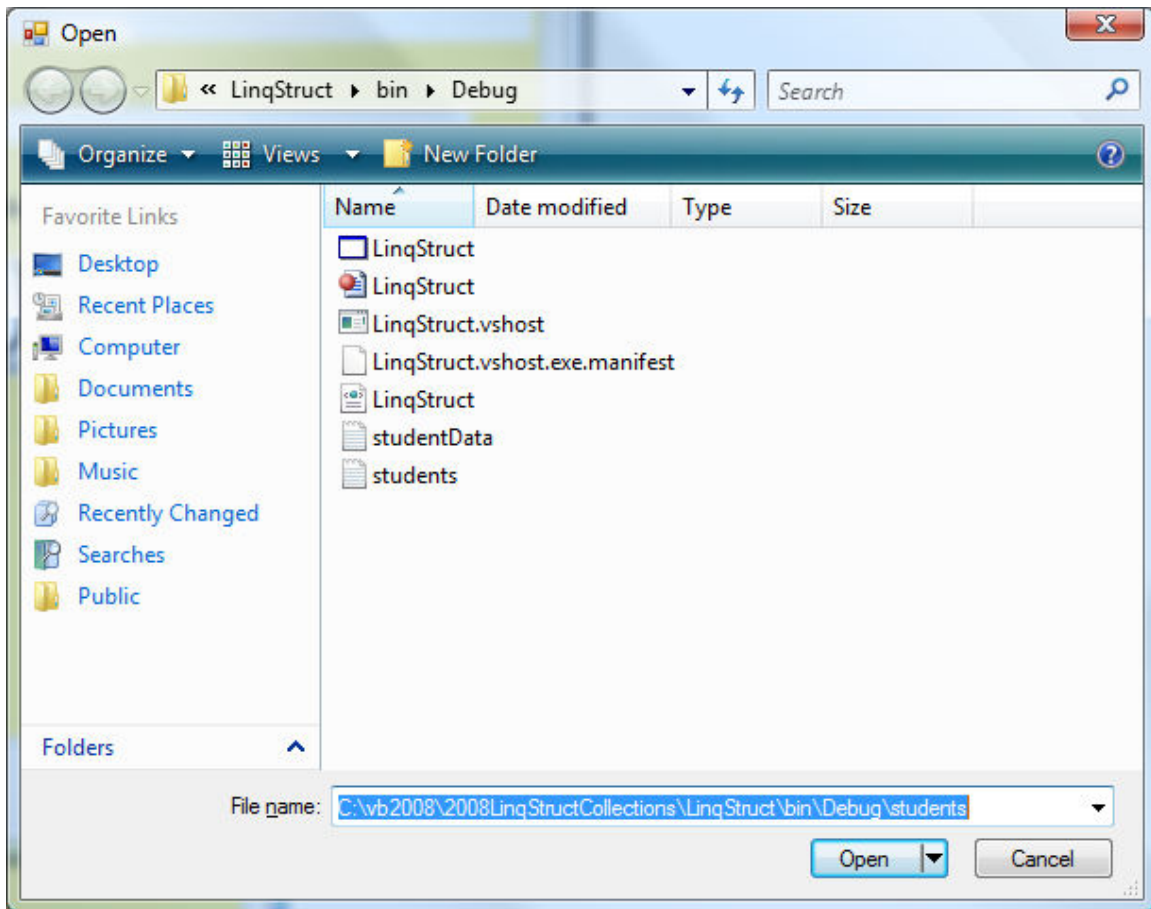 Open
« LinqStruct bin Debug Search
Organize Views New Folder
Favorite Links
Desktop
Recent Places
Computer
Documents
Pictures
Music
Recently Changed
Searches
Public
Folders
Name Date modified Type Size
LinqStruct
LinqStruct
LinqStruct.vshost
LinqStruct.vshost.exe.manifest
LinqStruct
studentData
students
File name: C:\vb2008\2008LinqStructCollections\LinqStruct\bin\Debug\students
Open Cancel